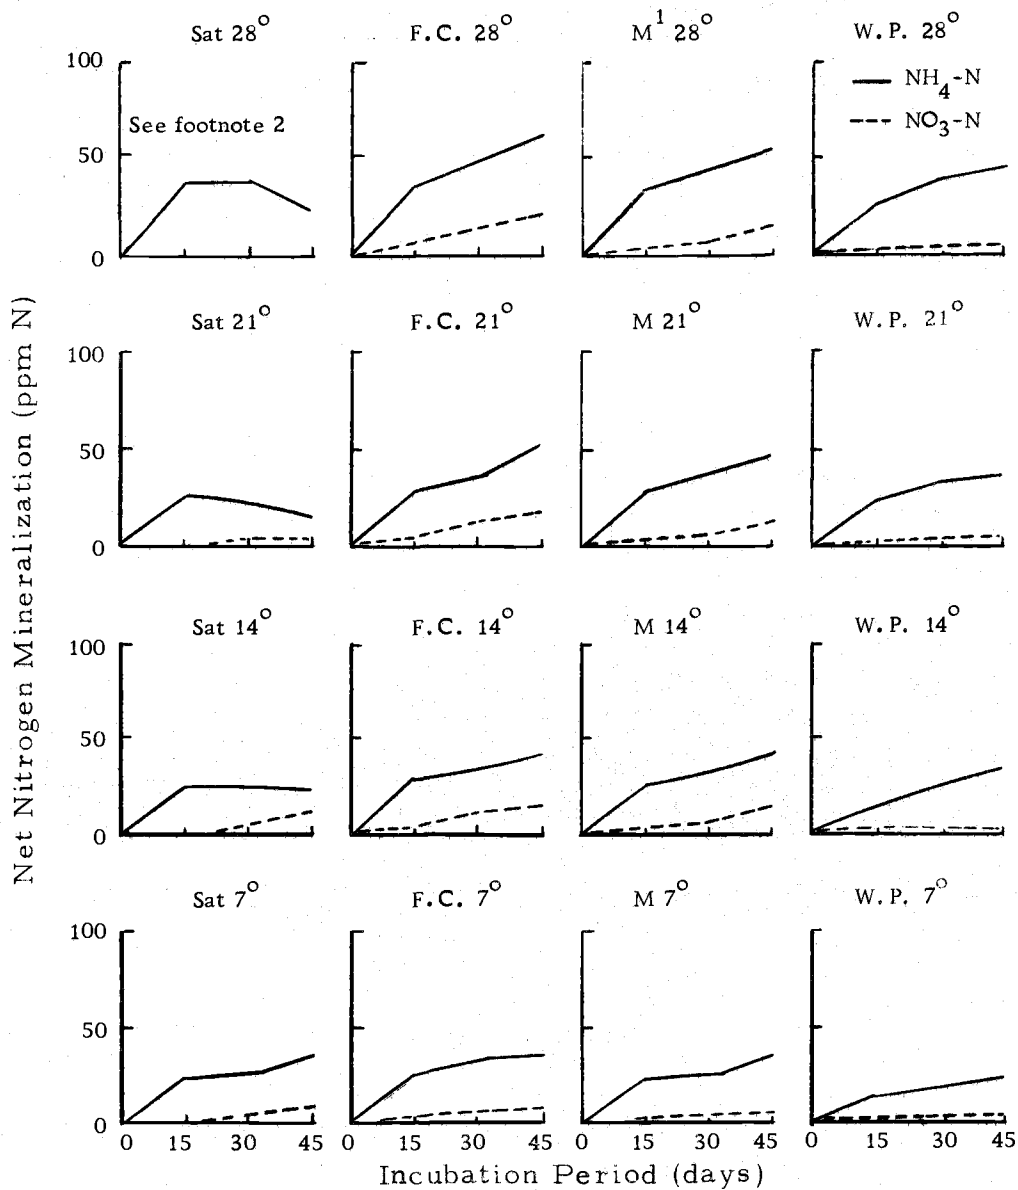 Sat 28° F.C. 28° M¹ 28° W.P. 28°
100
NH₄-N
See footnote 2
NO₃-N
50
0
Sat 21° F.C. 21° M 21° W.P. 21°
100
50
0
Sat 14° F.C. 14° M 14° W.P. 14°
100
50
0
Sat 7° F.C. 7° M 7° W.P. 7°
100
50
0
0 15 30 45 0 15 30 45 0 15 30 45 0 15 30 45
Incubation Period (days)
Net Nitrogen Mineralization (ppm N)